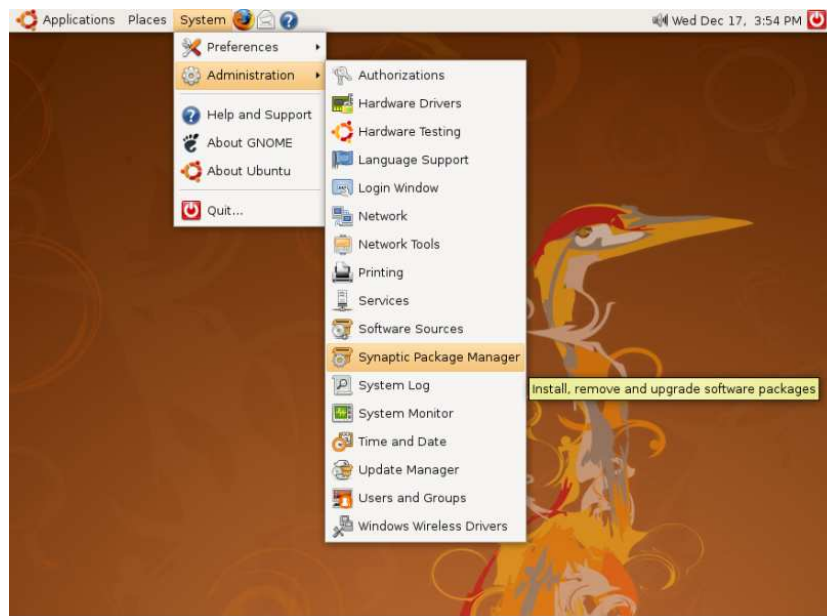 Applications Places System Wed Dec 17, 3:54 PM
Preferences
Administration
Help and Support
About GNOME
About Ubuntu
Quit...
Authorizations
Hardware Drivers
Hardware Testing
Language Support
Login Window
Network
Network Tools
Printing
Services
Software Sources
Synaptic Package Manager
Install, remove and upgrade software packages
System Log
System Monitor
Time and Date
Update Manager
Users and Groups
Windows Wireless Drivers